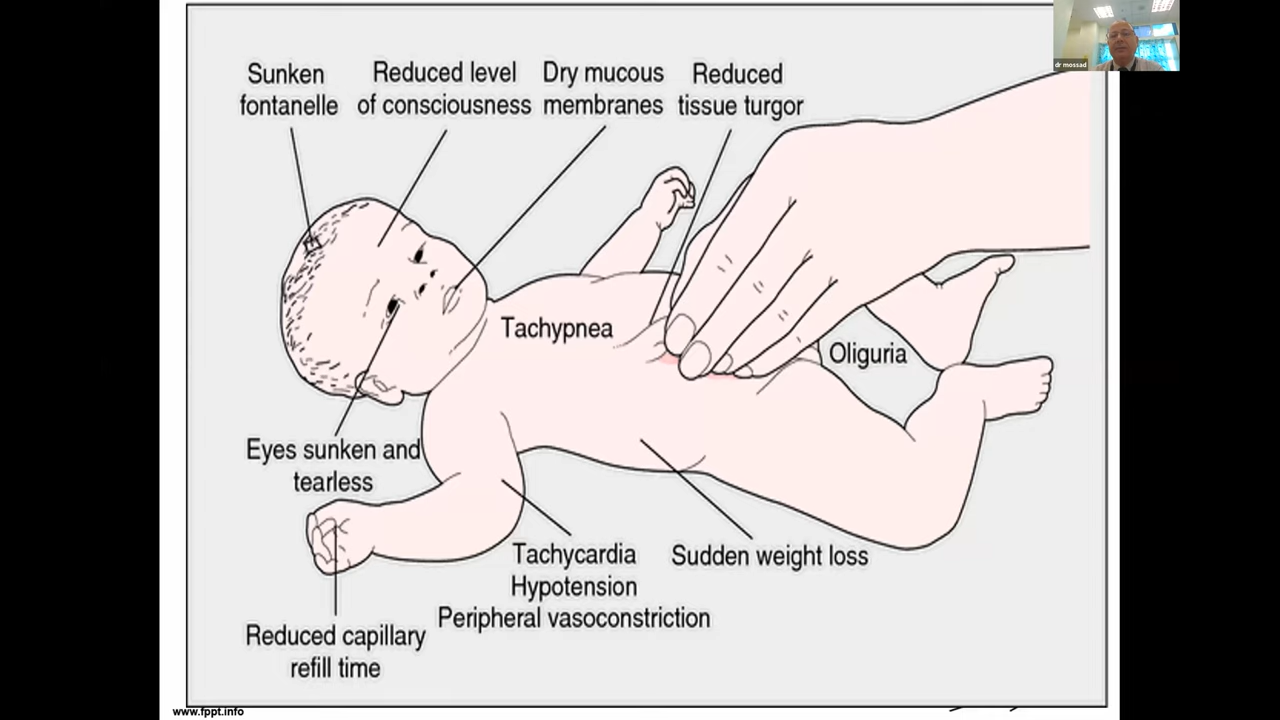 dr mossad
Sunken
fontanelle
Reduced level
of consciousness
Dry mucous
membranes
Reduced
tissue turgor
Tachypnea
Oliguria
Eyes sunken and
tearless
Tachycardia
Hypotension
Peripheral vasoconstriction
Sudden weight loss
Reduced capillary
refill time
www.fppt.info